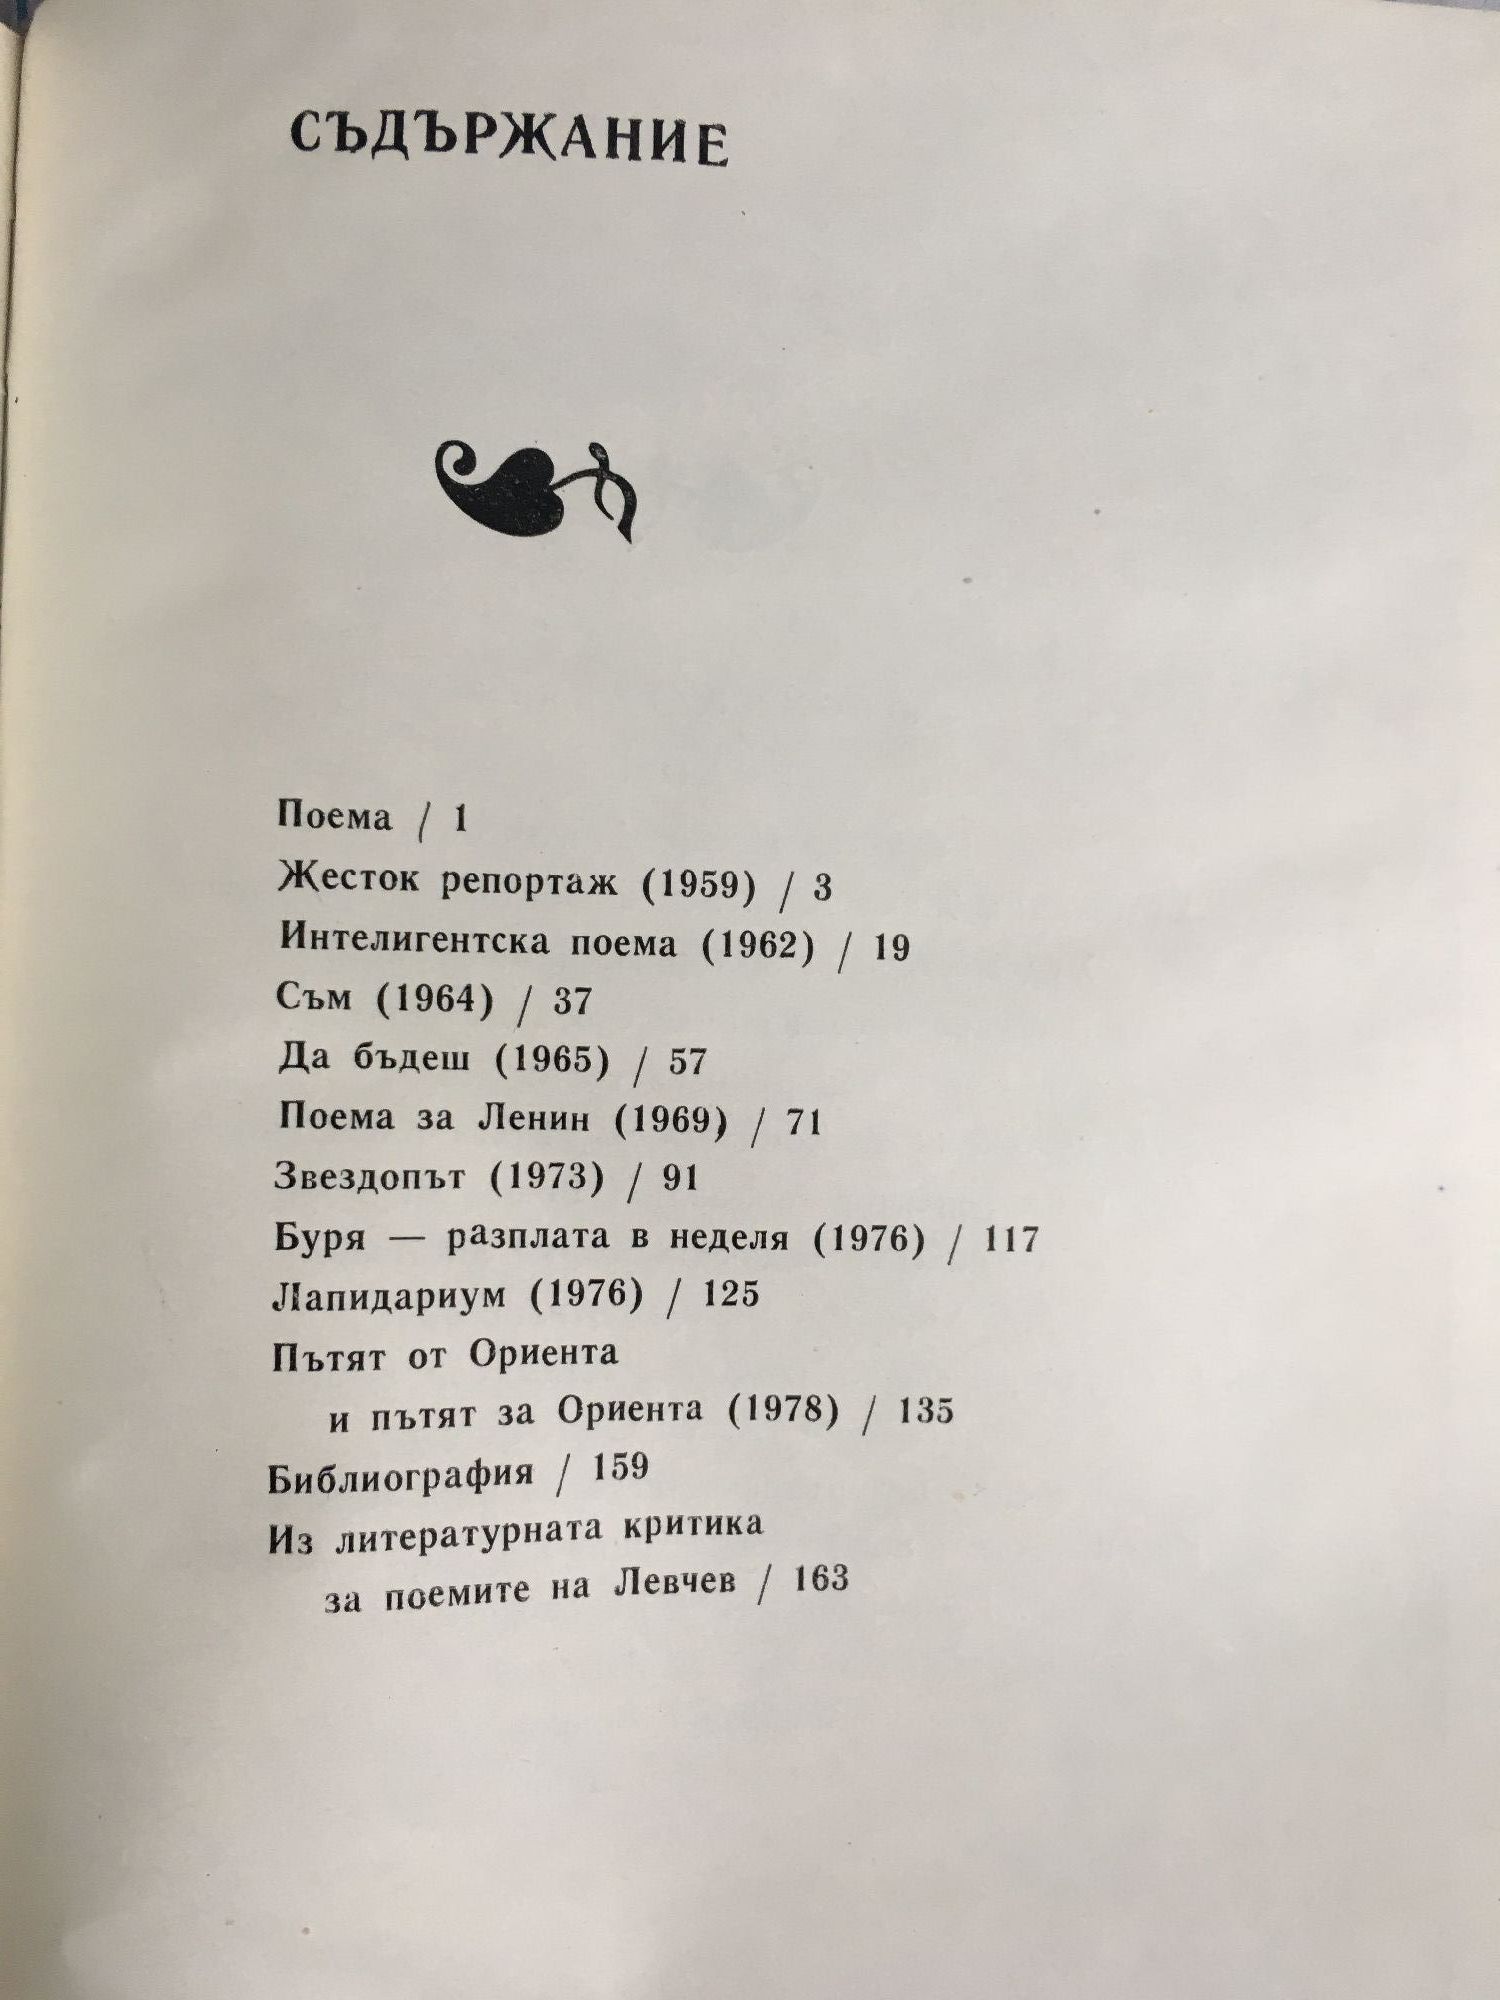 СЪДЪРЖАНИЕ
Поема / 1
Жесток репортаж (1959) / 3
Интелигентска поема (1962) / 19
Съм (1964) / 37
Да бъдеш (1965) / 57
Поема за Ленин (1969) / 71
Звездопът (1973) / 91
Буря — разплата в неделя (1976) / 117
Лапидариум (1976) / 125
Пътят от Ориента
и пътят за Ориента (1978) / 135
Библиография / 159
Из литературната критика
за поемите на Левчев / 163